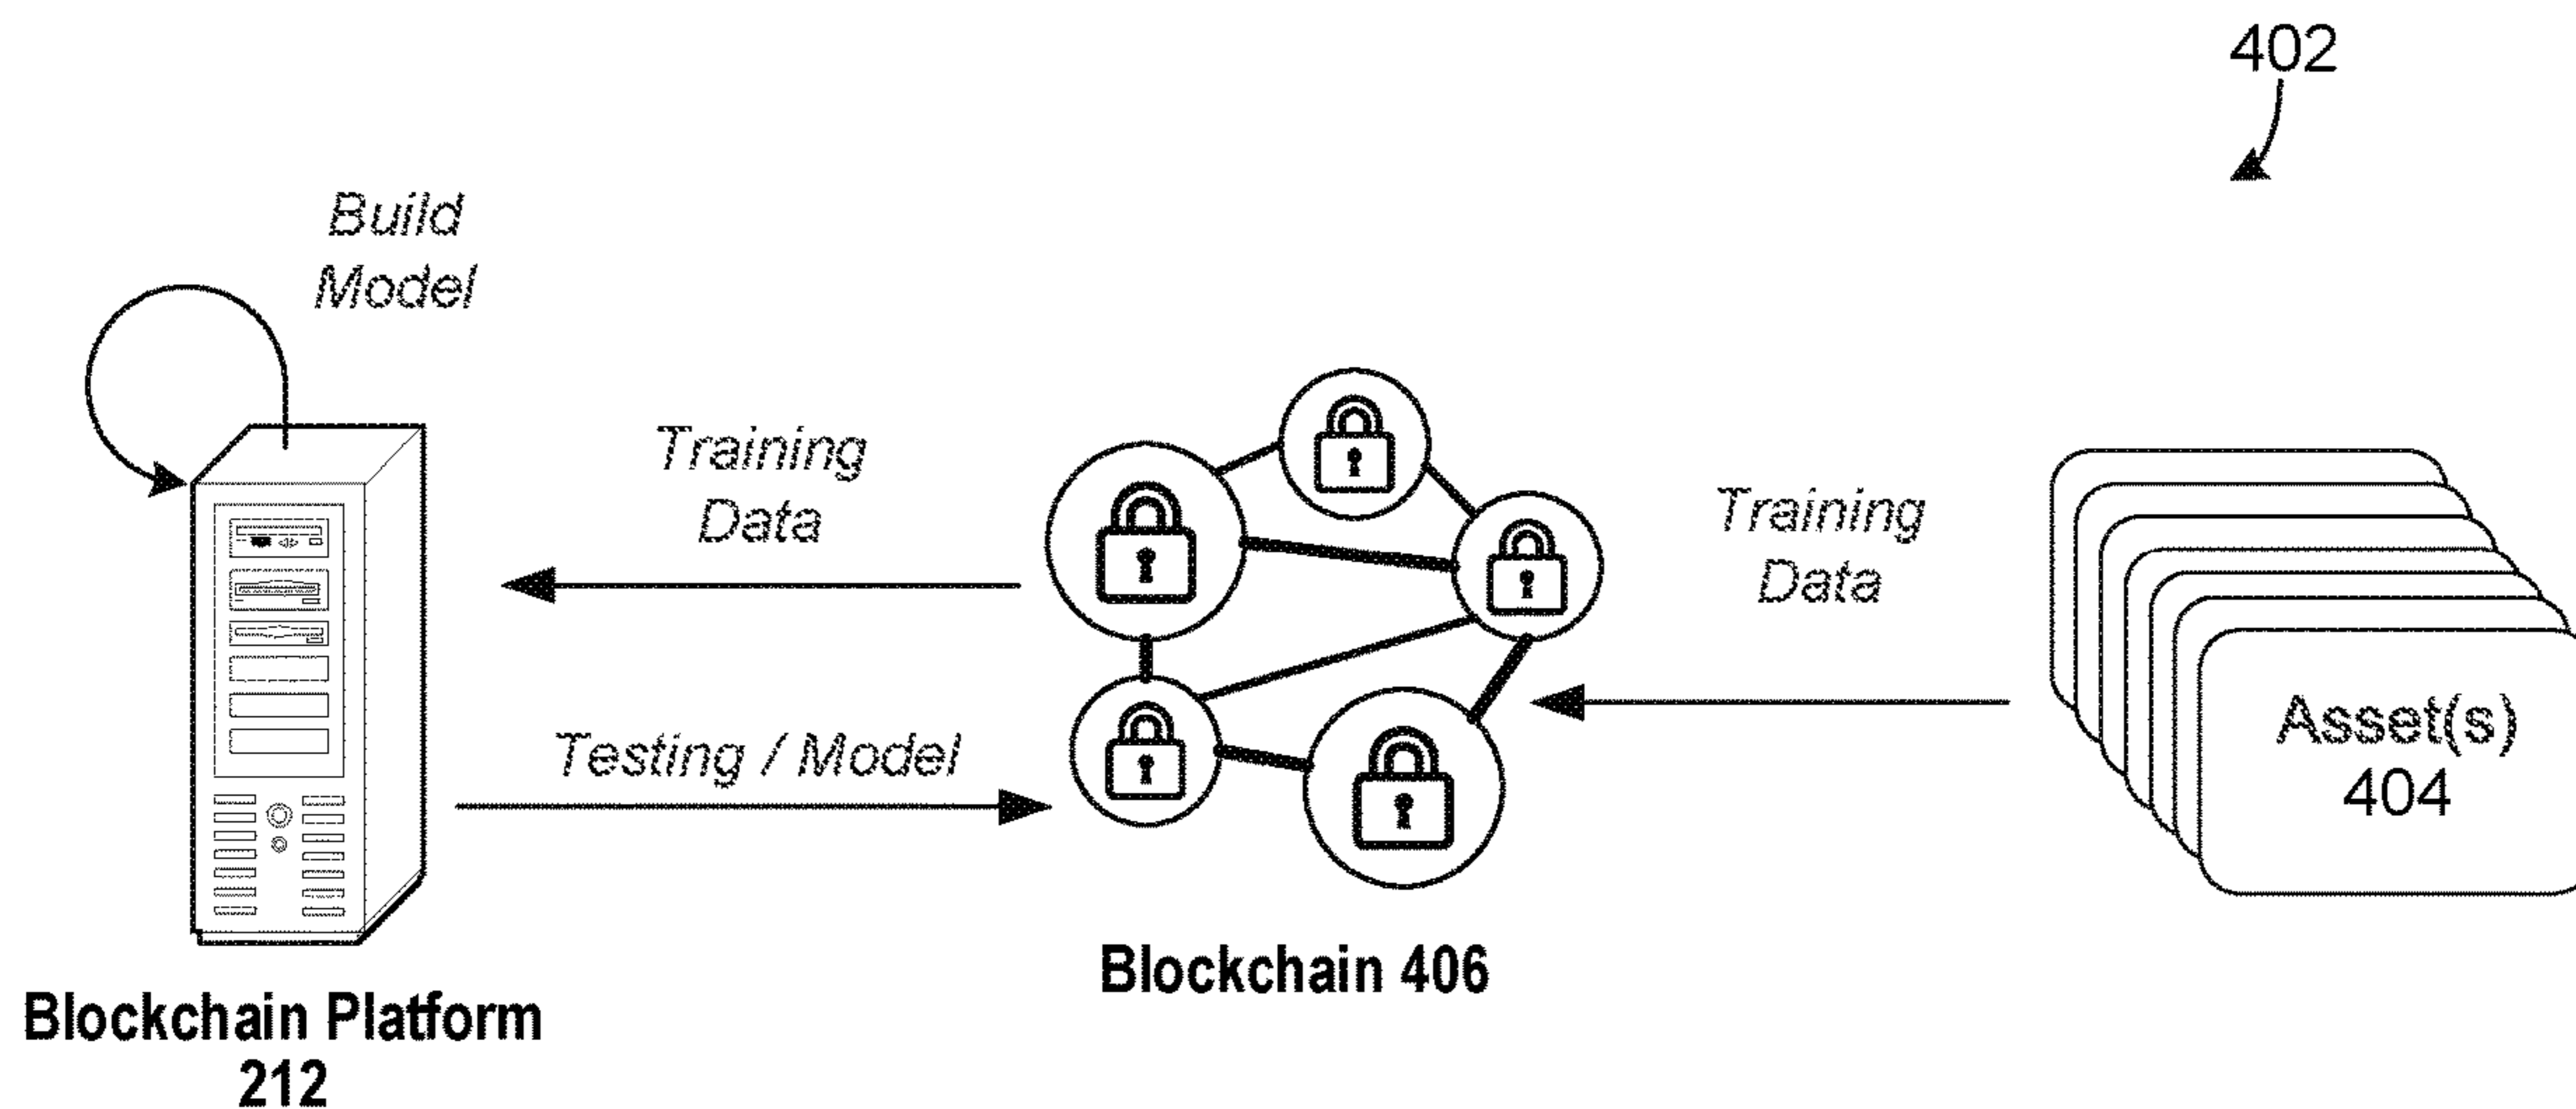 402
Build
Model
Training
Data
Testing / Model
Training
Data
Asset(s)
404
Blockchain 406
Blockchain Platform
212